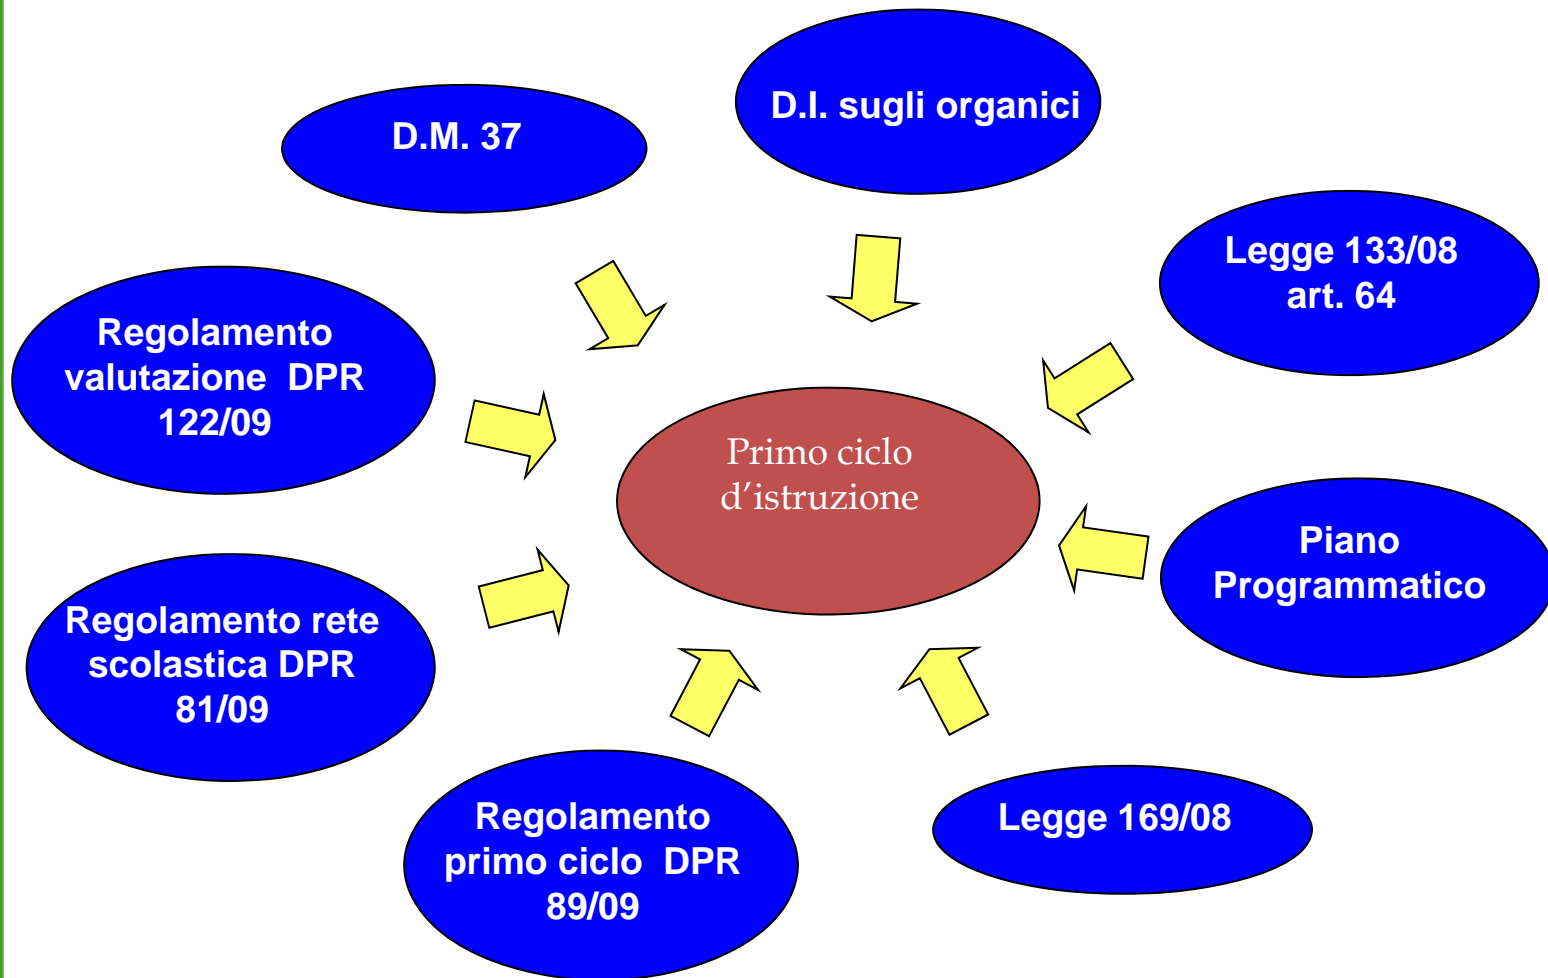 D.M. 37
D.I. sugli organici
Legge 133/08
art. 64
Regolamento
valutazione DPR
122/09
Primo ciclo
d’istruzione
Piano
Programmatico
Regolamento rete
scolastica DPR
81/09
Regolamento
primo ciclo DPR
89/09
Legge 169/08